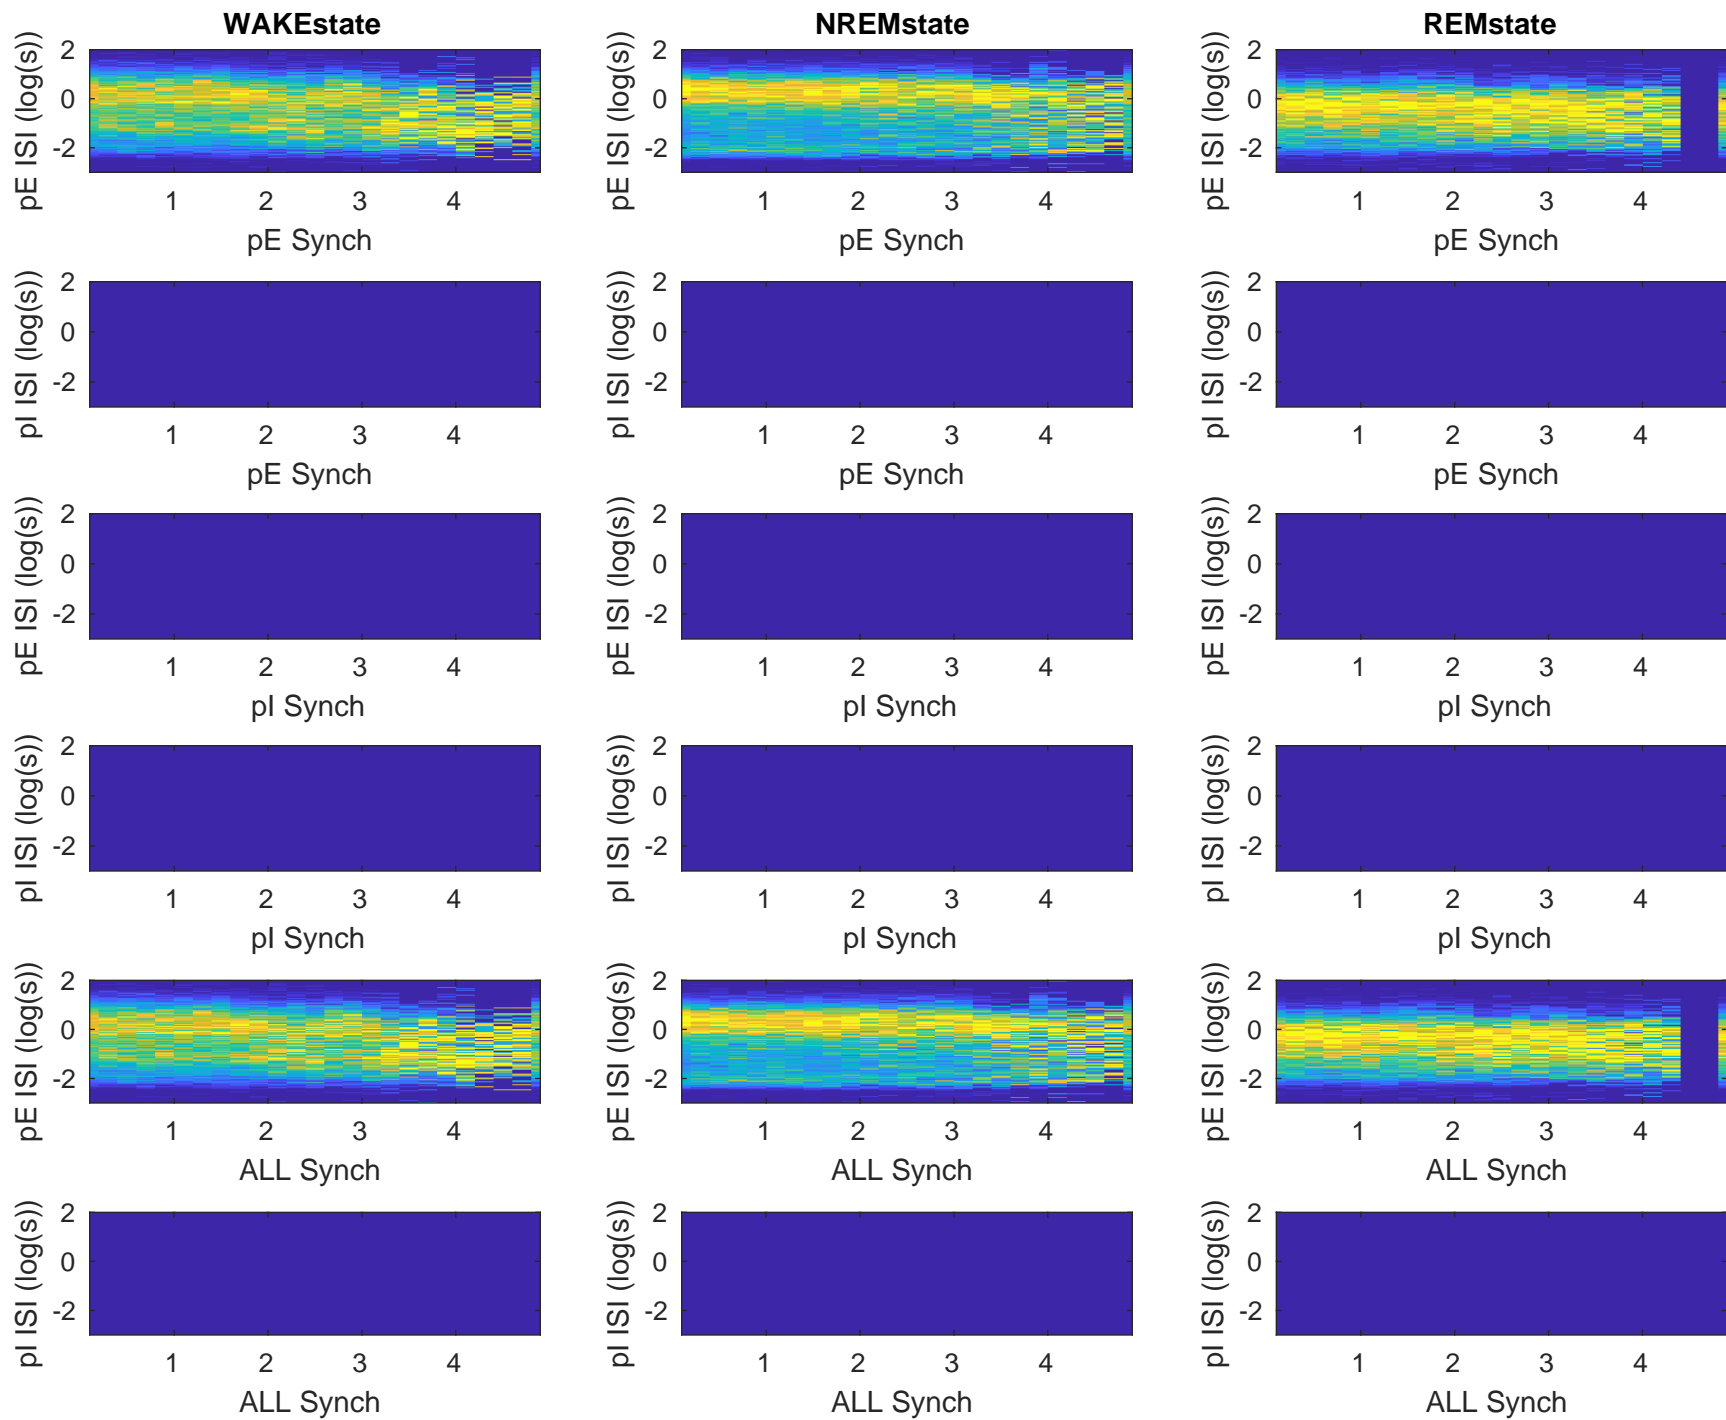 WAKEstate NREMstate REMstate
pE ISI (log(s)) 2 0 -2 pE ISI (log(s)) 2 0 -2 pE ISI (log(s)) 2 0 -2
1 2 3 4 1 2 3 4 1 2 3 4
pE Synch pE Synch pE Synch
pI ISI (log(s)) 2 0 -2 pI ISI (log(s)) 2 0 -2 pI ISI (log(s)) 2 0 -2
1 2 3 4 1 2 3 4 1 2 3 4
pE Synch pE Synch pE Synch
pE ISI (log(s)) 2 0 -2 pE ISI (log(s)) 2 0 -2 pE ISI (log(s)) 2 0 -2
1 2 3 4 1 2 3 4 1 2 3 4
pI Synch pI Synch pI Synch
pI ISI (log(s)) 2 0 -2 pI ISI (log(s)) 2 0 -2 pI ISI (log(s)) 2 0 -2
1 2 3 4 1 2 3 4 1 2 3 4
pI Synch pI Synch pI Synch
pE ISI (log(s)) 2 0 -2 pE ISI (log(s)) 2 0 -2 pE ISI (log(s)) 2 0 -2
1 2 3 4 1 2 3 4 1 2 3 4
ALL Synch ALL Synch ALL Synch
pI ISI (log(s)) 2 0 -2 pI ISI (log(s)) 2 0 -2 pI ISI (log(s)) 2 0 -2
1 2 3 4 1 2 3 4 1 2 3 4
ALL Synch ALL Synch ALL Synch